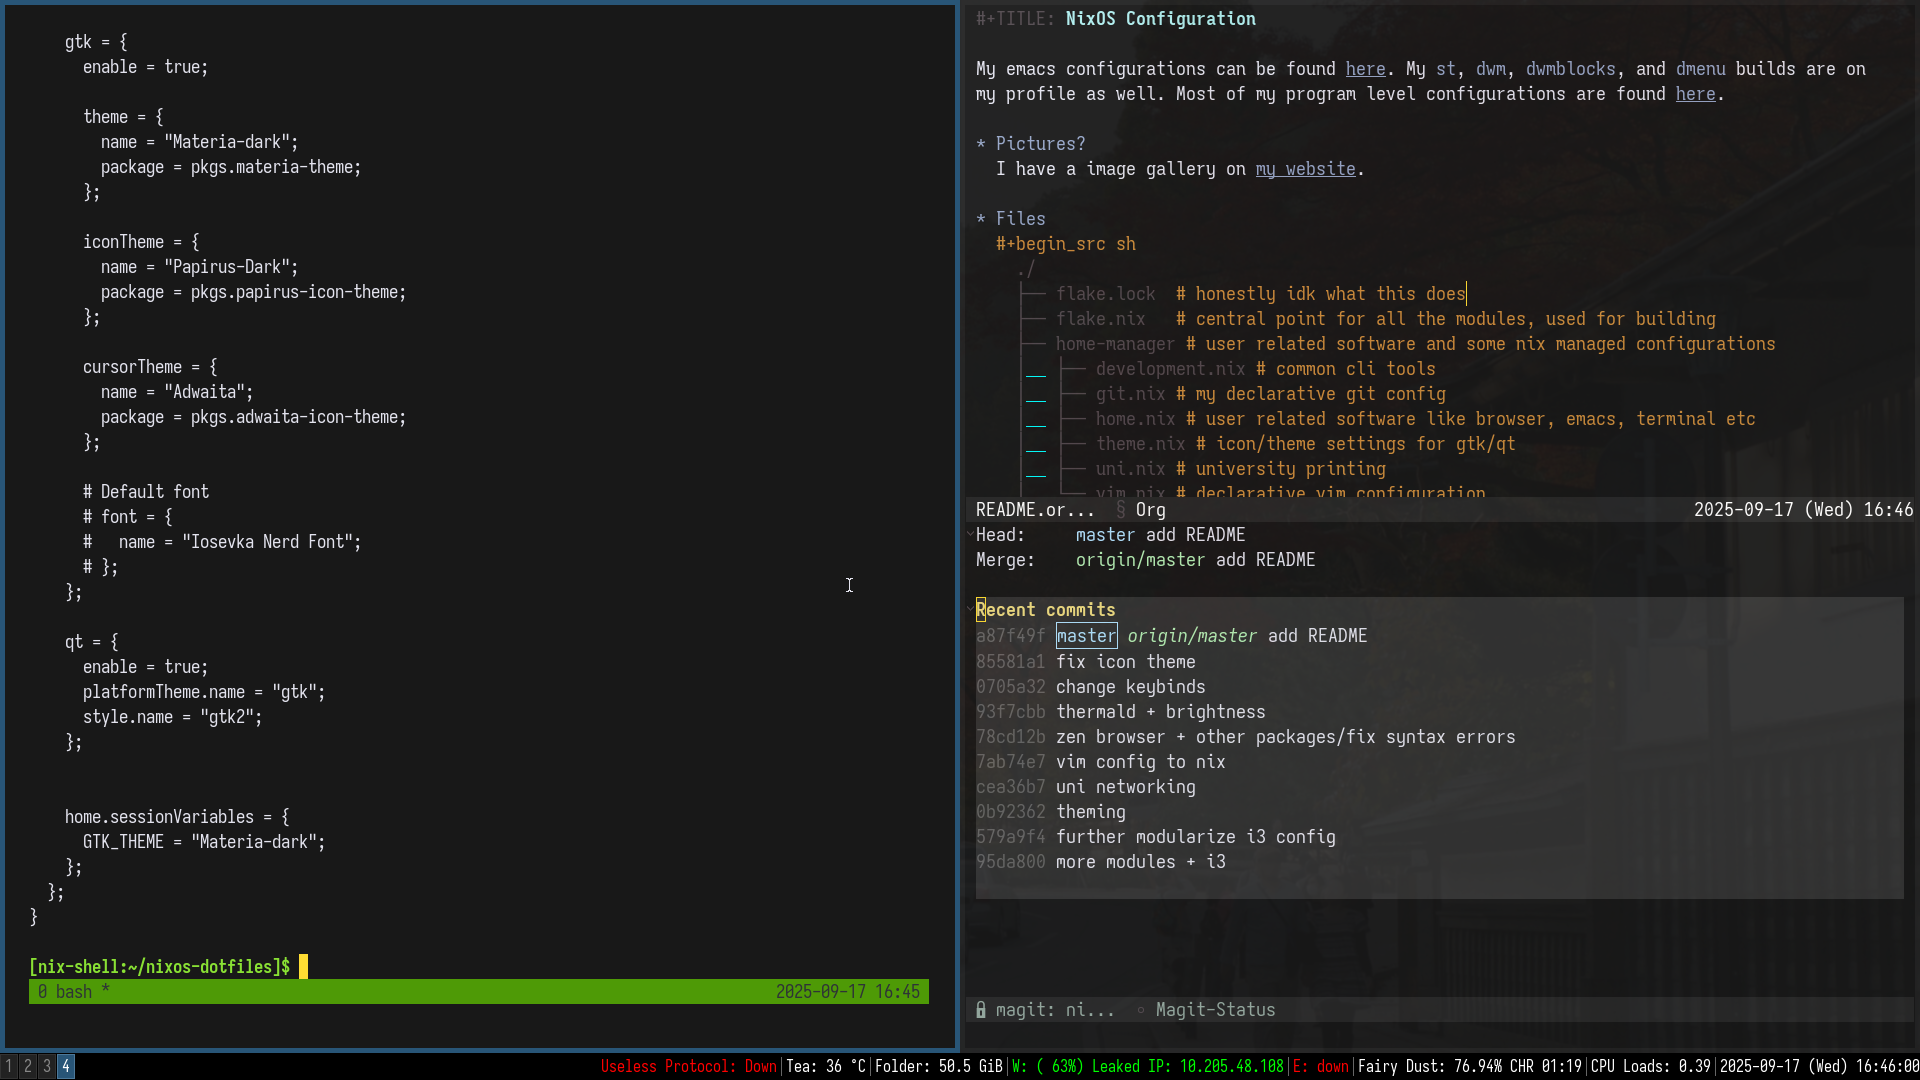 gtk = {
enable = true;
theme = {
name = "Materia-dark";
package = pkgs.materia-theme;
};
iconTheme = {
name = "Papirus-Dark";
package = pkgs.papirus-icon-theme;
};
cursorTheme = {
name = "Adwaita";
package = pkgs.adwaita-icon-theme;
};
# Default font
# font = {
#   name = "Iosevka Nerd Font";
# };
};
qt = {
enable = true;
platformTheme.name = "gtk";
style.name = "gtk2";
};
home.sessionVariables = {
GTK_THEME = "Materia-dark";
};
};
}
[nix-shell:~/nixos-dotfiles]$
0 bash * 2025-09-17 16:45
#+TITLE: NixOS Configuration
My emacs configurations can be found here. My st, dwm, dwmblocks, and dmenu builds are on
my profile as well. Most of my program level configurations are found here.
* Pictures?
I have a image gallery on my website.
* Files
#+begin_src sh
./
├── flake.lock  # honestly idk what this does
├── flake.nix   # central point for all the modules, used for building
├── home-manager # user related software and some nix managed configurations
│__ ├── development.nix # common cli tools
│__ ├── git.nix # my declarative git config
│__ ├── home.nix # user related software like browser, emacs, terminal etc
│__ ├── theme.nix # icon/theme settings for gtk/qt
│__ ├── uni.nix # university printing
│   └── vim.nix # declarative vim configuration
README.or... § Org 2025-09-17 (Wed) 16:46
Head: master add README
Merge: origin/master add README
Recent commits
a87f49f master origin/master add README
85581a1 fix icon theme
0705a32 change keybinds
93f7cbb thermald + brightness
78cd12b zen browser + other packages/fix syntax errors
7ab74e7 vim config to nix
cea36b7 uni networking
0b92362 theming
579a9f4 further modularize i3 config
95da800 more modules + i3
magit: ni... ◦ Magit-Status
1 2 3 4 Useless Protocol: Down|Tea: 36 °C|Folder: 50.5 GiB|W: ( 63%) Leaked IP: 10.205.48.108|E: down|Fairy Dust: 76.94% CHR 01:19|CPU Loads: 0.39|2025-09-17 (Wed) 16:46:00